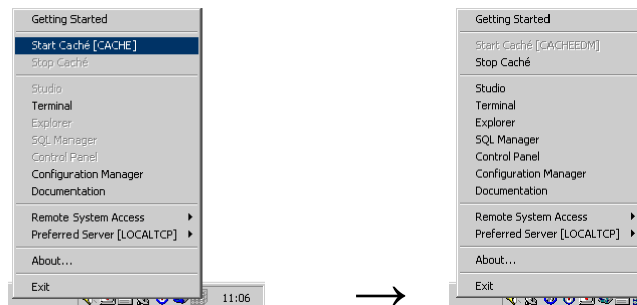 Getting Started
Start Caché [CACHE]
Stop Caché
Studio
Terminal
Explorer
SQL Manager
Control Panel
Configuration Manager
Documentation
Remote System Access
Preferred Server [LOCALTCP]
About...
Exit
11:06
→
Getting Started
Start Caché [CACHEEDM]
Stop Caché
Studio
Terminal
Explorer
SQL Manager
Control Panel
Configuration Manager
Documentation
Remote System Access
Preferred Server [LOCALTCP]
About...
Exit